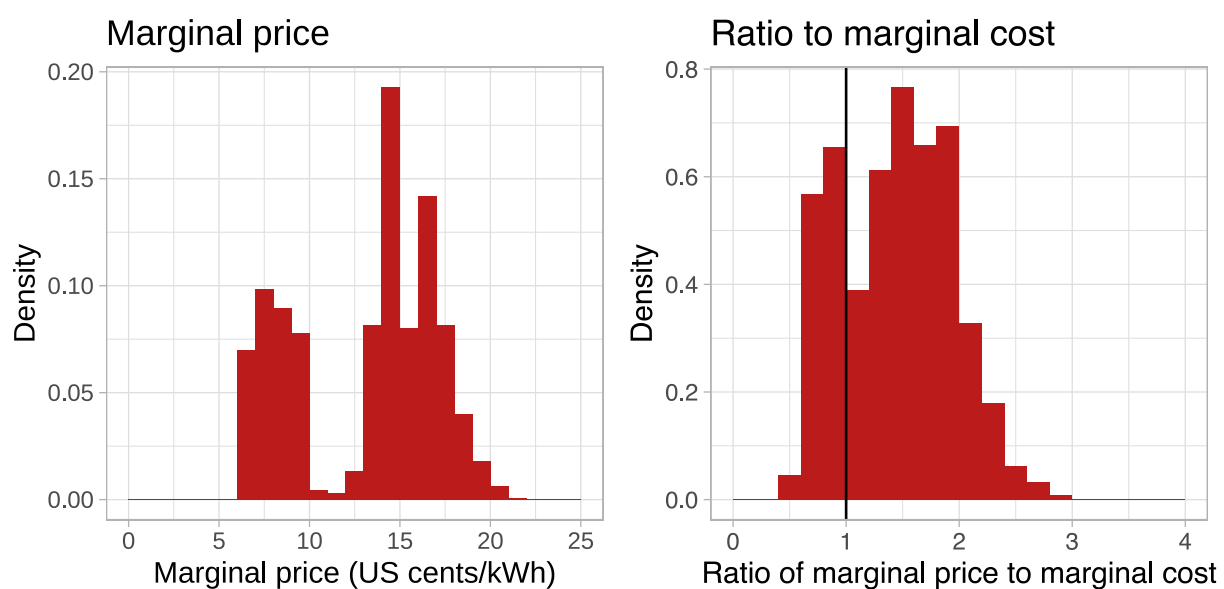 Marginal price
Density
0.20
0.15
0.10
0.05
0.00
0 5 10 15 20 25
Marginal price (US cents/kWh)
Ratio to marginal cost
Density
0.8
0.6
0.4
0.2
0.0
0 1 2 3 4
Ratio of marginal price to marginal cost